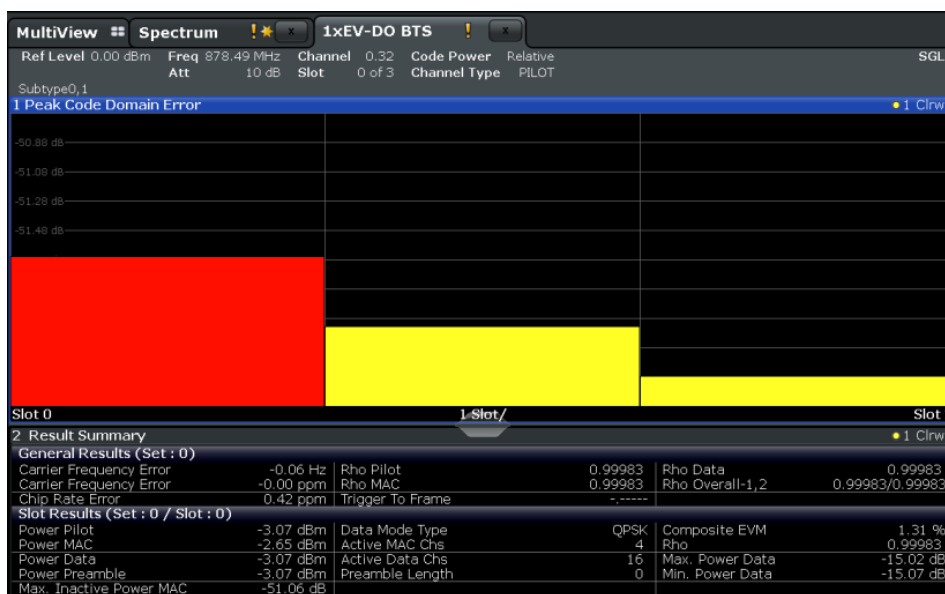 MultiView Spectrum ! x 1xEV-DO BTS ! x
Ref Level 0.00 dBm Freq 878.49 MHz Channel 0.32 Code Power Relative SGL
Att 10 dB Slot 0 of 3 Channel Type PILOT
Subtype0,1
1 Peak Code Domain Error 1 Clrw
-50.88 dB
-51.08 dB
-51.28 dB
-51.48 dB
Slot 0 1 Slot/ Slot
2 Result Summary 1 Clrw
General Results (Set : 0)
Carrier Frequency Error -0.06 Hz Rho Pilot 0.99983 Rho Data 0.99983
Carrier Frequency Error -0.00 ppm Rho MAC 0.99983 Rho Overall-1,2 0.99983/0.99983
Chip Rate Error 0.42 ppm Trigger To Frame -.-----
Slot Results (Set : 0 / Slot : 0)
Power Pilot -3.07 dBm Data Mode Type QPSK Composite EVM 1.31 %
Power MAC -2.65 dBm Active MAC Chs 4 Rho 0.99983
Power Data -3.07 dBm Active Data Chs 16 Max. Power Data -15.02 dB
Power Preamble -3.07 dBm Preamble Length 0 Min. Power Data -15.07 dB
Max. Inactive Power MAC -51.06 dB